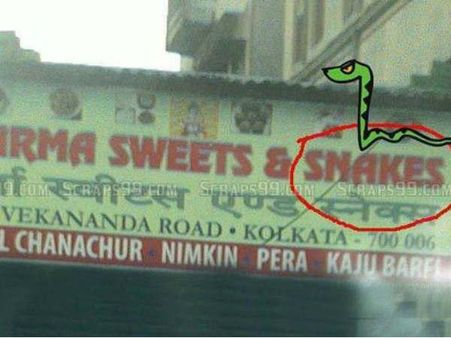 RMA SWEETS & SNAKES
र्मा स्वीटस एण्ड स्नेक्स
VEKANANDA ROAD • KOLKATA - 700 006
L CHANACHUR • NIMKIN • PERA • KAJU BARFI
SCRAPS99.COM SCRAPS99.COM SCRAPS99.COM